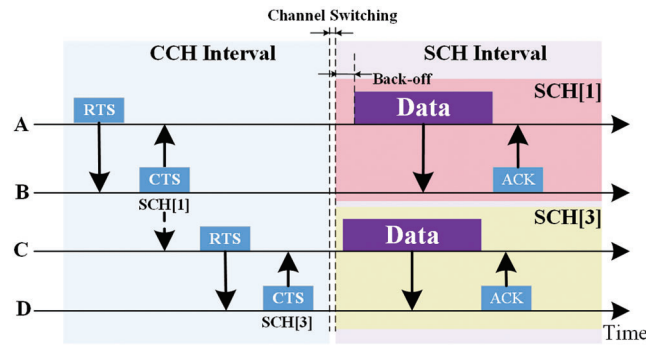 Channel Switching
CCH Interval
SCH Interval
Back-off
SCH[1]
RTS
Data
A
CTS
ACK
B
SCH[1]
SCH[3]
RTS
Data
C
CTS
ACK
D
SCH[3]
Time